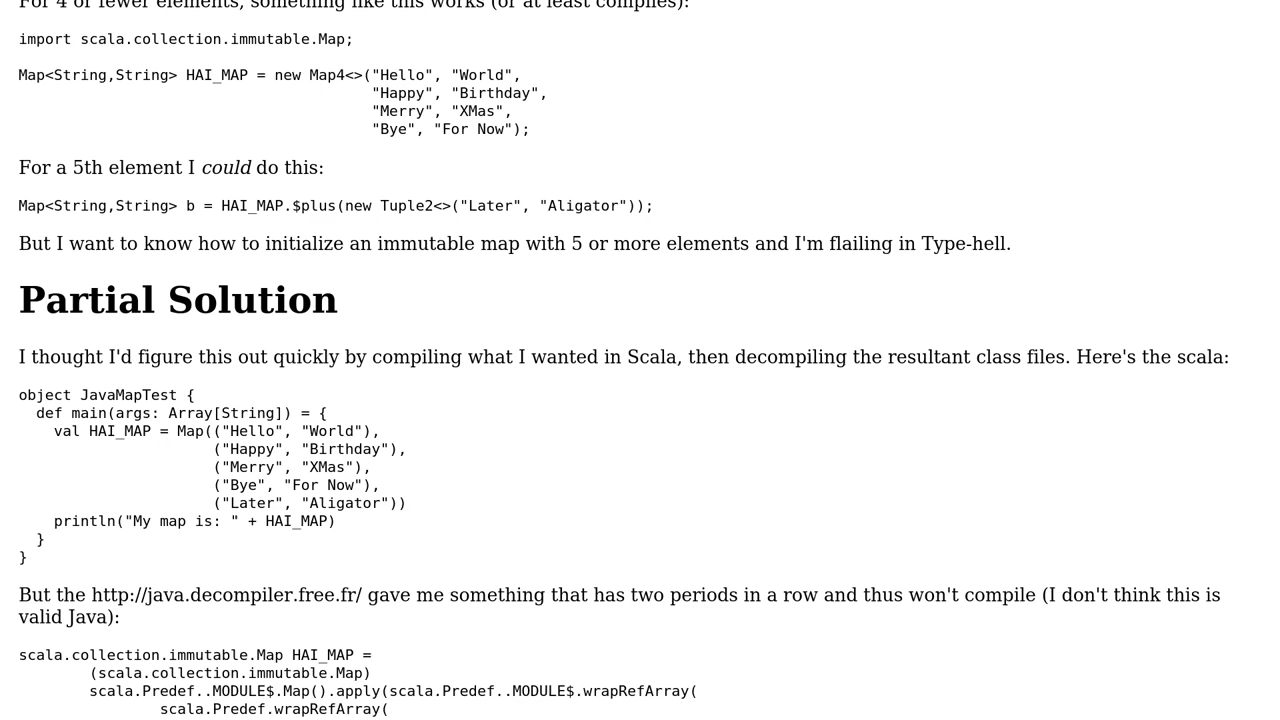 For 4 or fewer elements, something like this works (or at least compiles):
import scala.collection.immutable.Map;
Map<String,String> HAI_MAP = new Map4<>("Hello", "World",
"Happy", "Birthday",
"Merry", "XMas",
"Bye", "For Now");
For a 5th element I could do this:
Map<String,String> b = HAI_MAP.$plus(new Tuple2<>("Later", "Aligator"));
But I want to know how to initialize an immutable map with 5 or more elements and I'm flailing in Type-hell.
Partial Solution
I thought I'd figure this out quickly by compiling what I wanted in Scala, then decompiling the resultant class files. Here's the scala:
object JavaMapTest {
def main(args: Array[String]) = {
val HAI_MAP = Map(("Hello", "World"),
("Happy", "Birthday"),
("Merry", "XMas"),
("Bye", "For Now"),
("Later", "Aligator"))
println("My map is: " + HAI_MAP)
}
}
But the http://java.decompiler.free.fr/ gave me something that has two periods in a row and thus won't compile (I don't think this is
valid Java):
scala.collection.immutable.Map HAI_MAP =
(scala.collection.immutable.Map)
scala.Predef..MODULE$.Map().apply(scala.Predef..MODULE$.wrapRefArray(
scala.Predef.wrapRefArray(